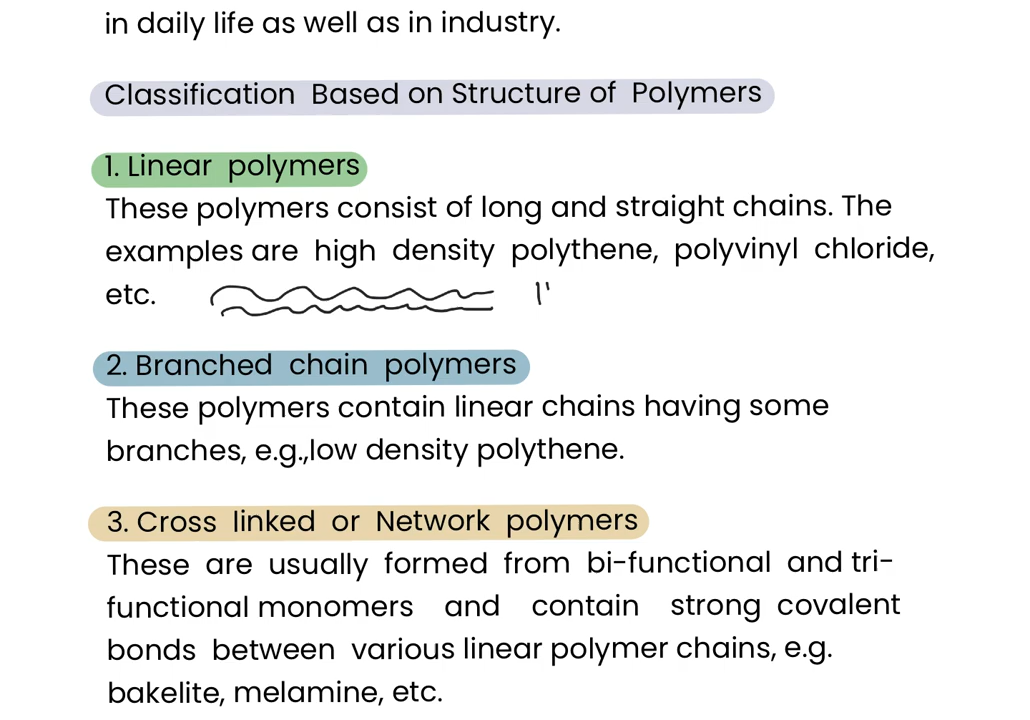 in daily life as well as in industry.
Classification Based on Structure of Polymers
1. Linear polymers
These polymers consist of long and straight chains. The
examples are high density polythene, polyvinyl chloride,
etc.
2. Branched chain polymers
These polymers contain linear chains having some
branches, e.g.,low density polythene.
3. Cross linked or Network polymers
These are usually formed from bi-functional and tri-
functional monomers and contain strong covalent
bonds between various linear polymer chains, e.g.
bakelite, melamine, etc.